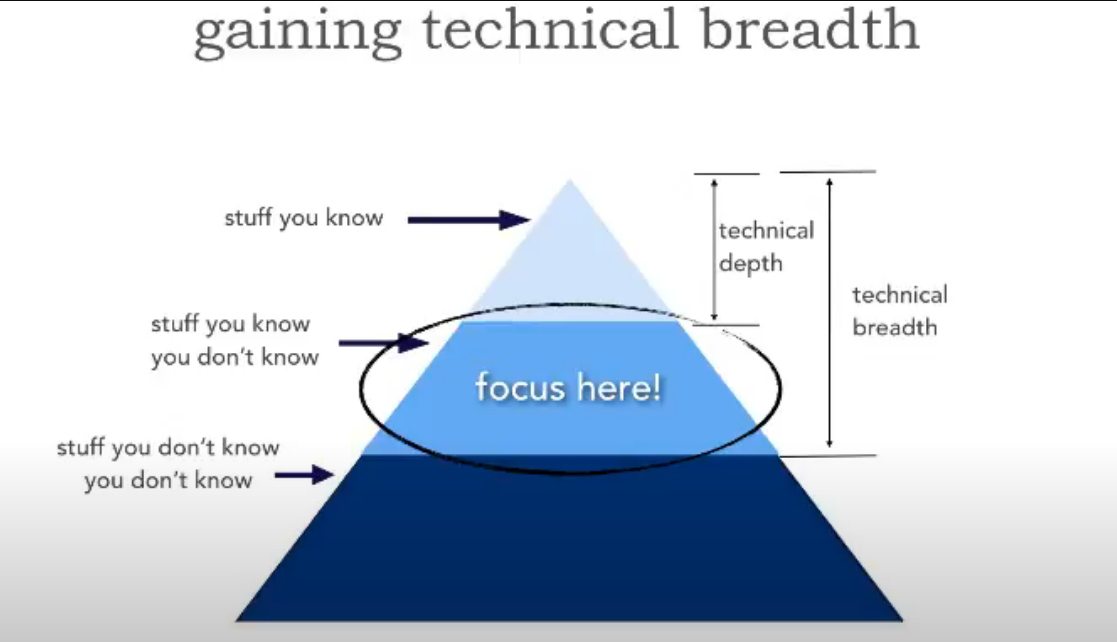 gaining technical breadth
stuff you know
technical
depth
technical
breadth
stuff you know
you don't know
focus here!
stuff you don't know
you don't know